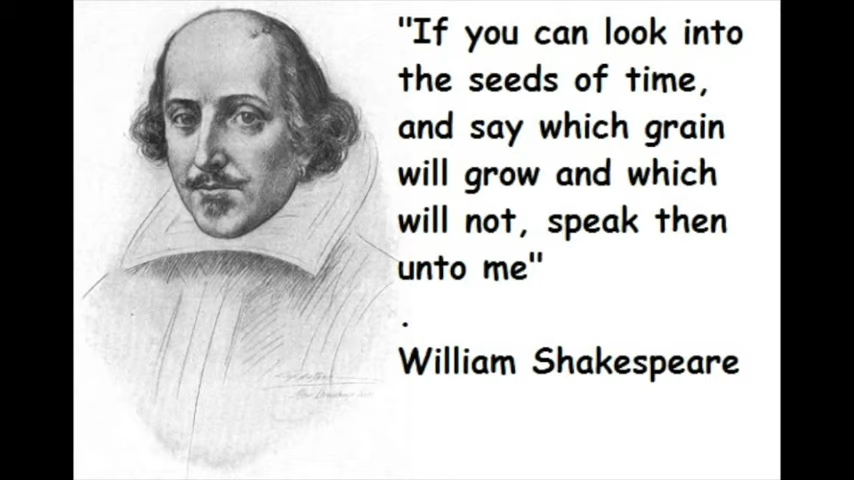 "If you can look into
the seeds of time,
and say which grain
will grow and which
will not, speak then
unto me"
.
William Shakespeare